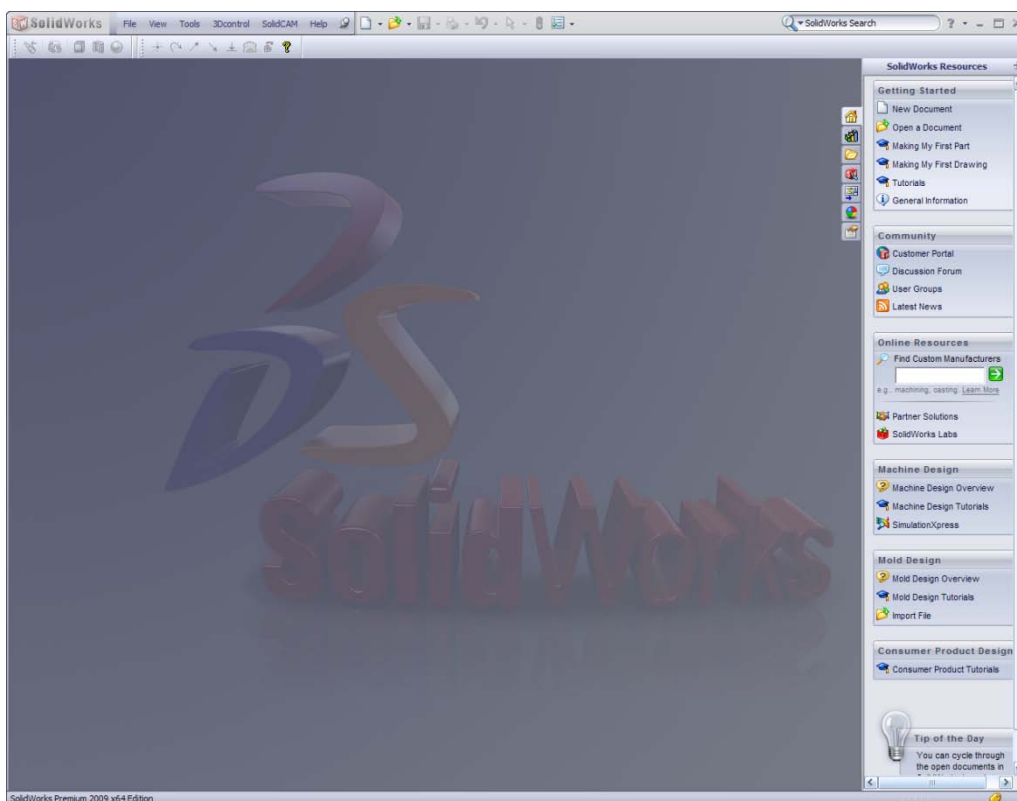 SolidWorks File View Tools 3Dcontrol SolidCAM Help SolidWorks Search
SolidWorks
SolidWorks Resources
Getting Started
New Document
Open a Document
Making My First Part
Making My First Drawing
Tutorials
General Information
Community
Customer Portal
Discussion Forum
User Groups
Latest News
Online Resources
Find Custom Manufacturers
e.g., machining, casting Learn More
Partner Solutions
SolidWorks Labs
Machine Design
Machine Design Overview
Machine Design Tutorials
SimulationXpress
Mold Design
Mold Design Overview
Mold Design Tutorials
Import File
Consumer Product Design
Consumer Product Tutorials
Tip of the Day
You can cycle through
the open documents in
SolidWorks Premium 2009 x64 Edition